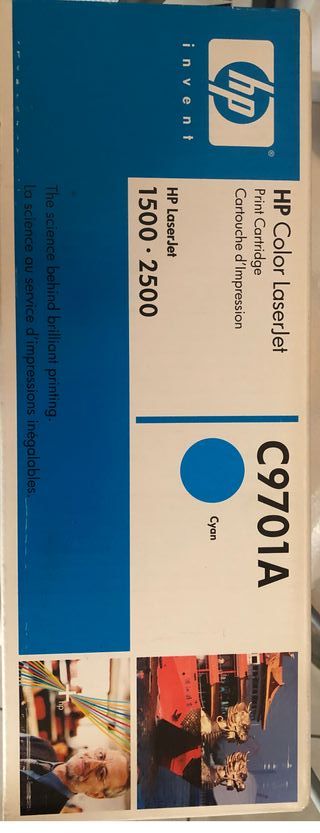 hp
®
invent
HP Color LaserJet
Print Cartridge
Cartouche d'Impression
HP LaserJet
1500 • 2500
C9701A
Cyan
The science behind brilliant printing.
La science au service d'impressions inégalables.
+
hp